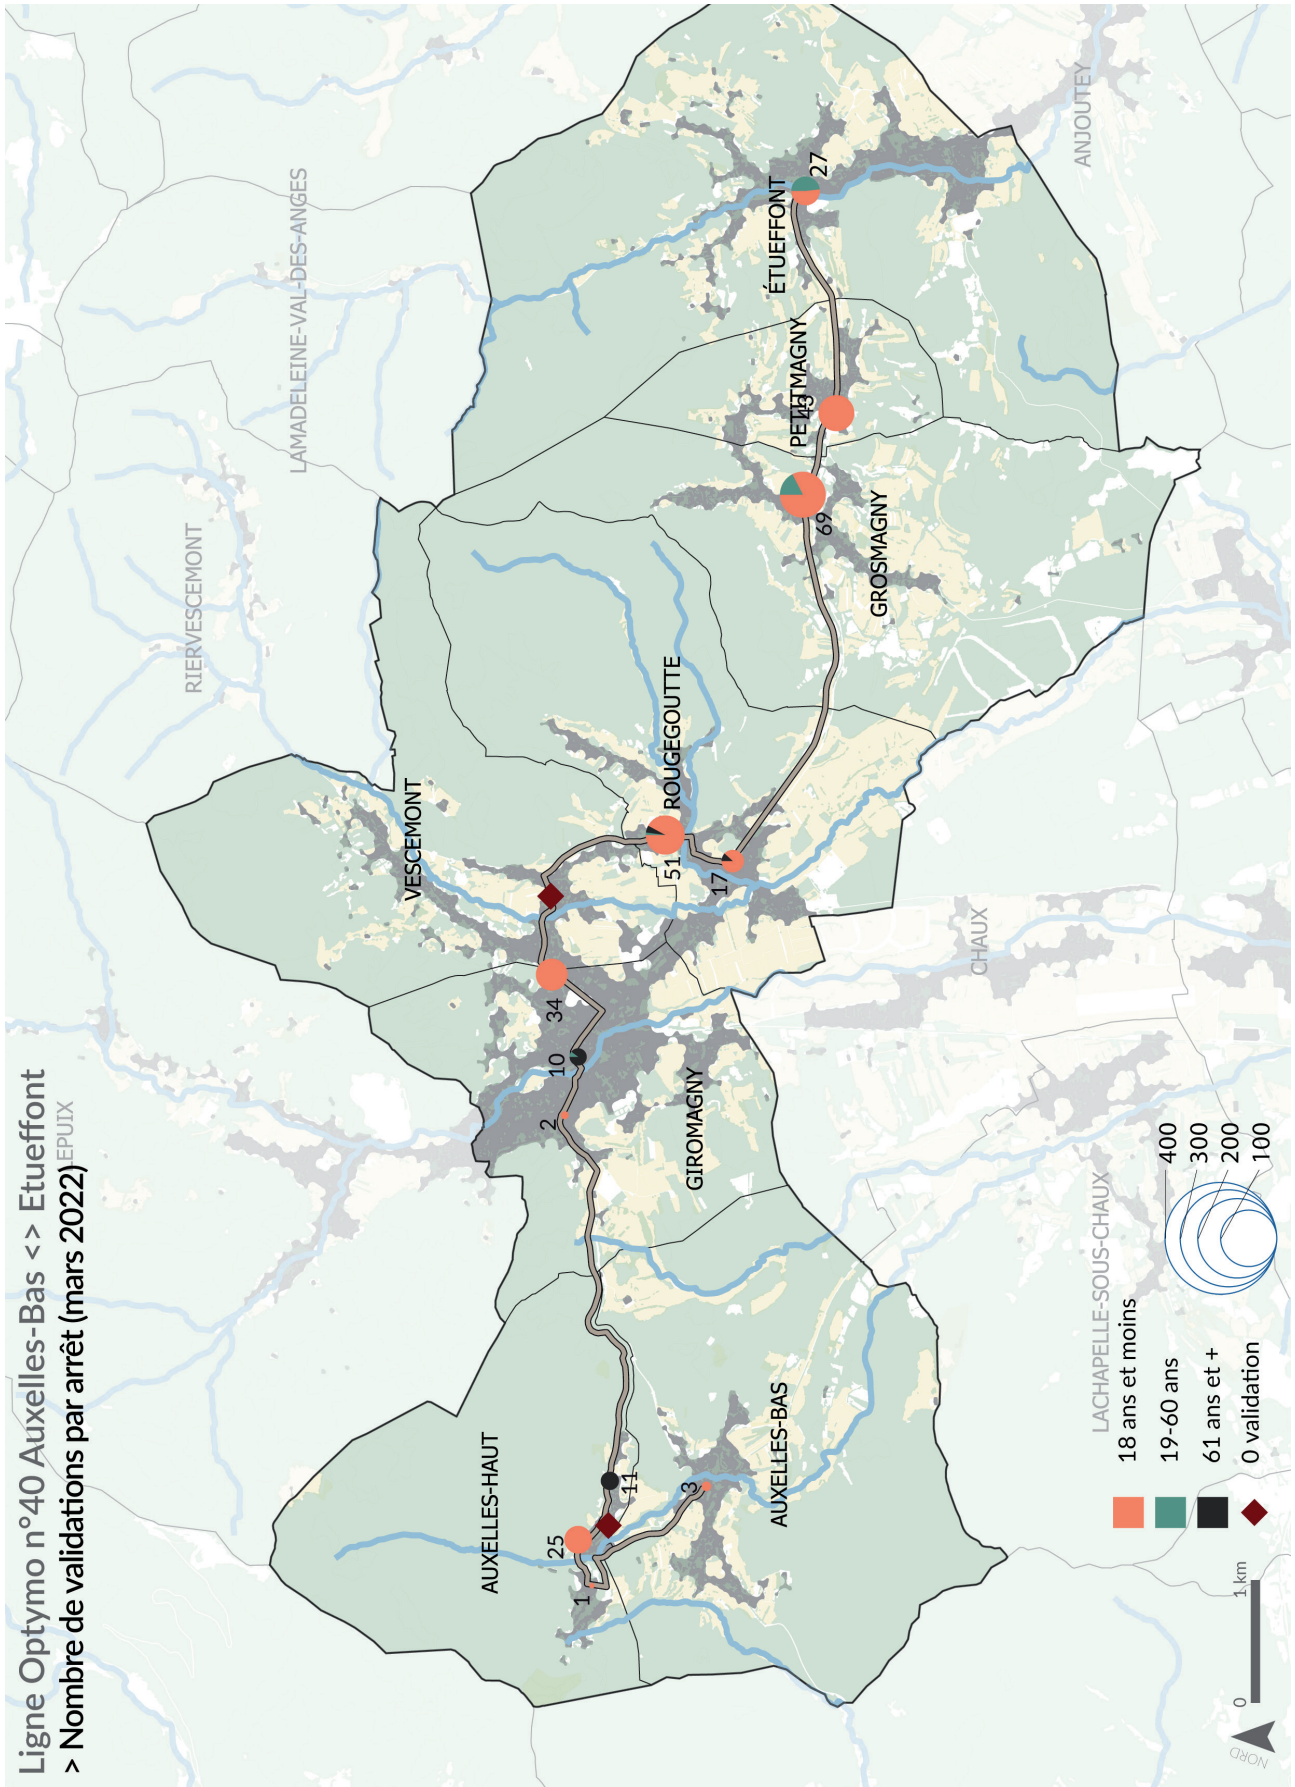 Ligne Optymo n°40 Auxelles-Bas <> Etueffont
> Nombre de validations par arrêt (mars 2022)
LEPUIX
RIERVESCEMONT
LAMADELEINE-VAL-DES-ANGES
VESCEMONT
AUXELLES-HAUT
25
1
11
3
AUXELLES-BAS
2
10
34
GIROMAGNY
51
17
ROUGEGOUTTE
69
GROSMAGNY
43
PETITMAGNY
ÉTUEFFONT
27
CHAUX
ANJOUTEY
LACHAPELLE-SOUS-CHAUX
18 ans et moins
19-60 ans
61 ans et +
0 validation
400
300
200
100
NORD
0
1 km